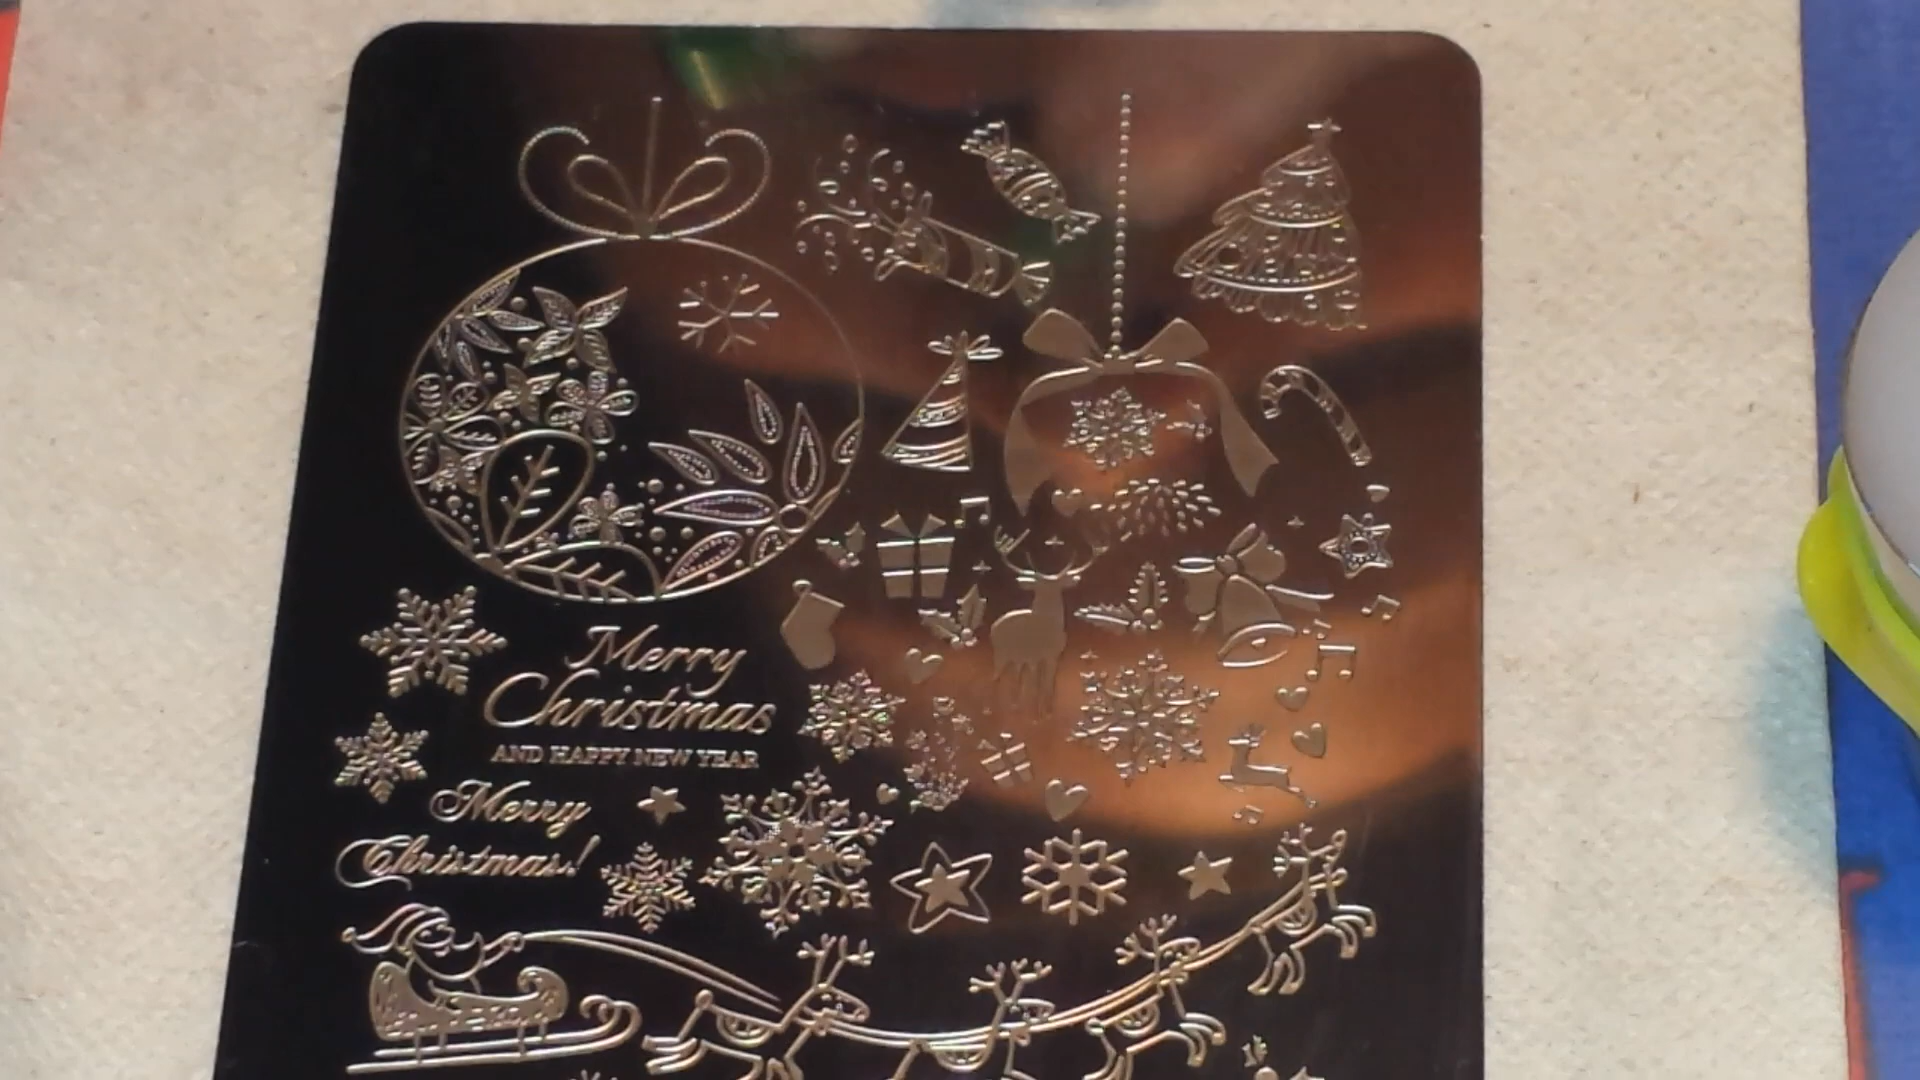 Merry
Christmas
AND HAPPY NEW YEAR
Merry
Christmas!